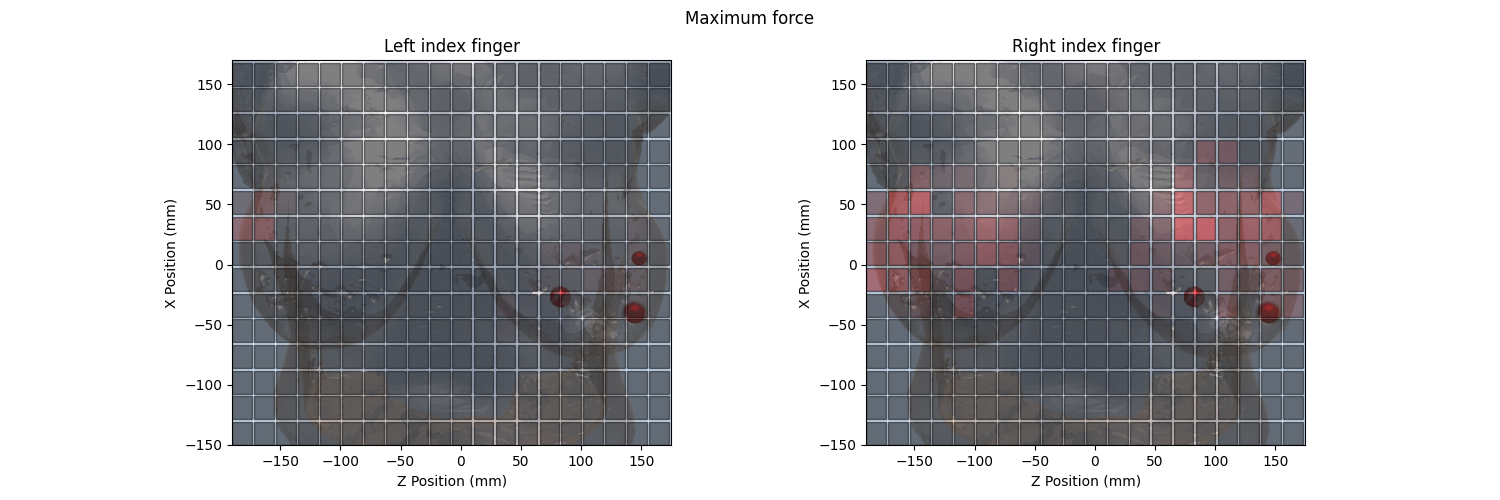 Maximum force
Left index finger
150
100
50
0
−50
−100
−150
X Position (mm)
−150 −100 −50 0 50 100 150
Z Position (mm)
Right index finger
150
100
50
0
−50
−100
−150
X Position (mm)
−150 −100 −50 0 50 100 150
Z Position (mm)